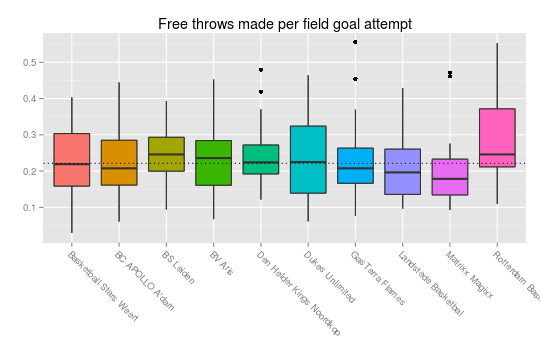 Free throws made per field goal attempt
0.5
0.4
0.3
0.2
0.1
Basketball Stars Weert
BC APOLLO A'dam
BS Leiden
BV Aris
Den Helder Kings Noordkop
Dukes Unlimited
GasTerra Flames
Landstede Basketbal
Matrixx Magixx
Rotterdam Bas